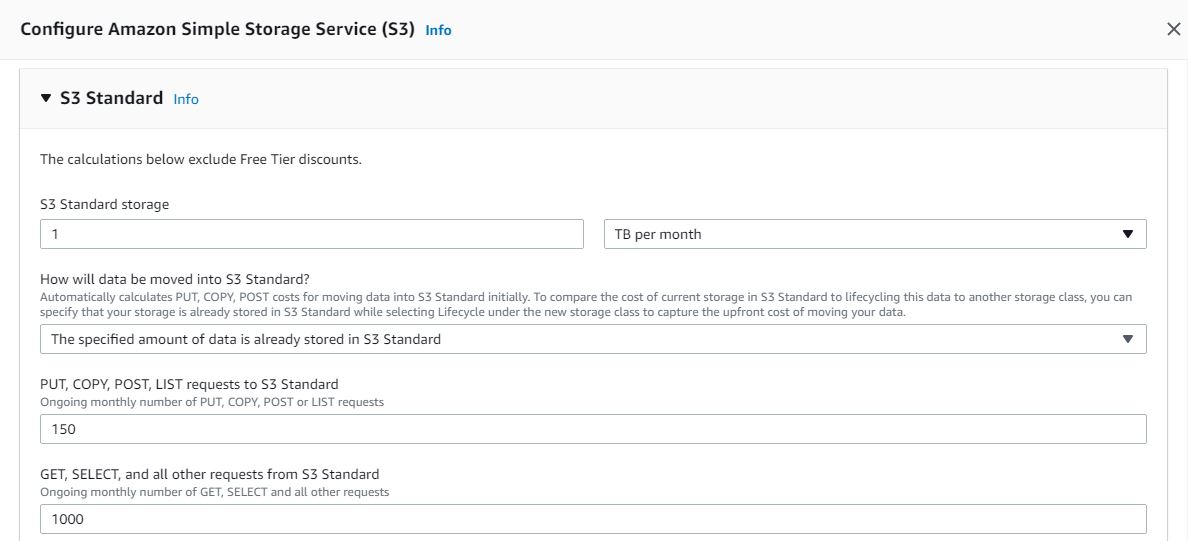 Configure Amazon Simple Storage Service (S3) Info
S3 Standard Info
The calculations below exclude Free Tier discounts.
S3 Standard storage
1 TB per month
How will data be moved into S3 Standard?
Automatically calculates PUT, COPY, POST costs for moving data into S3 Standard initially. To compare the cost of current storage in S3 Standard to lifecycling this data to another storage class, you can
specify that your storage is already stored in S3 Standard while selecting Lifecycle under the new storage class to capture the upfront cost of moving your data.
The specified amount of data is already stored in S3 Standard
PUT, COPY, POST, LIST requests to S3 Standard
Ongoing monthly number of PUT, COPY, POST or LIST requests
150
GET, SELECT, and all other requests from S3 Standard
Ongoing monthly number of GET, SELECT and all other requests
1000